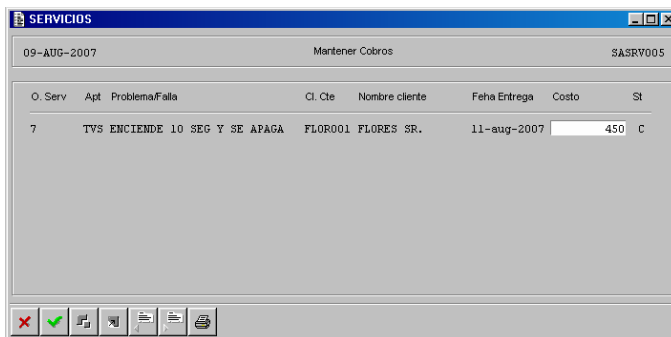 SERVICIOS
09-AUG-2007 Mantener Cobros SASRV005
O. Serv Apt Problema/Falla Cl. Cte Nombre cliente Feha Entrega Costo St
7 TVS ENCIENDE 10 SEG Y SE APAGA FLOR001 FLORES SR. 11-aug-2007 450 C